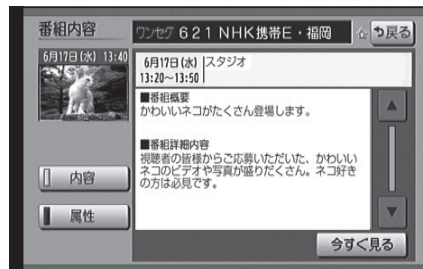 番組内容
ワンセグ 621 NHK携帯E・福岡
戻る
6月17日(水) 13:40
6月17日(水)
13:20~13:50
スタジオ
■番組概要
かわいいネコがたくさん登場します。
■番組詳細内容
視聴者の皆様からご応募いただいた、かわいい
ネコのビデオや写真が盛りだくさん。ネコ好き
の方は必見です。
内容
属性
今すぐ見る